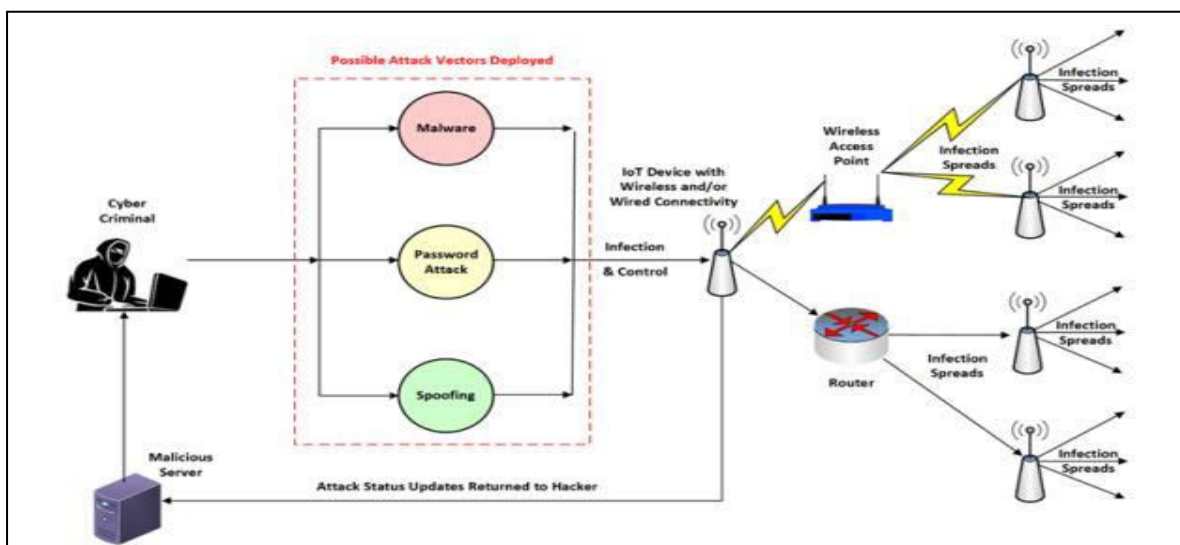 Possible Attack Vectors Deployed
Malware
Password
Attack
Spoofing
Cyber
Criminal
Malicious
Server
Attack Status Updates Returned to Hacker
Infection
& Control
IoT Device with
Wireless and/or
Wired Connectivity
Wireless
Access
Point
Infection
Spreads
Router
Infection
Spreads
Infection
Spreads
Infection
Spreads
Infection
Spreads
Infection
Spreads